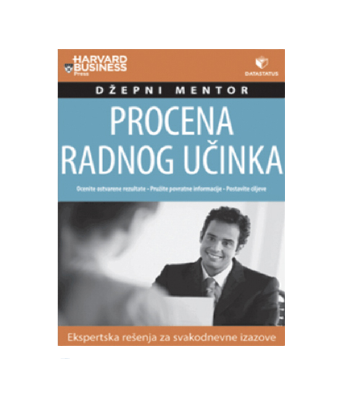 HARVARD
BUSINESS
Press
DATASTATUS
DŽEPNI MENTOR
PROCENA
RADNOG UČINKA
Ocenite ostvarene rezultate - Pružite povratne informacije - Postavite ciljeve
Ekspertska rešenja za svakodnevne izazove